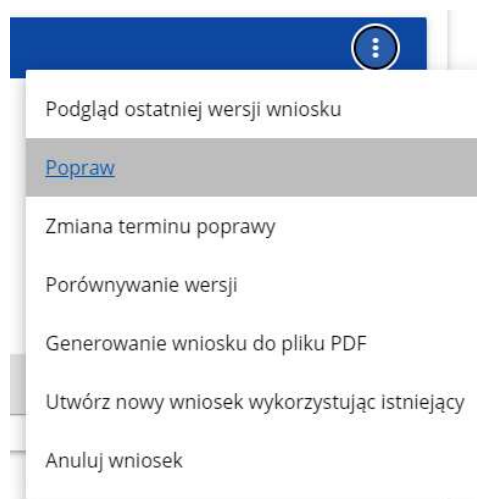 Podgląd ostatniej wersji wniosku
Popraw
Zmiana terminu poprawy
Porównywanie wersji
Generowanie wniosku do pliku PDF
Utwórz nowy wniosek wykorzystując istniejący
Anuluj wniosek